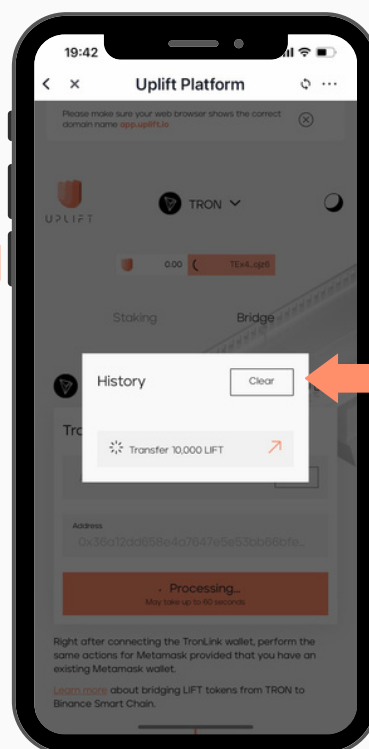 19:42
Uplift Platform
Please make sure your web browser shows the correct
domain name app.uplift.io
UPLIFT
TRON
0.00
TEx4...ojr6
Staking
Bridge
History
Clear
Transfer 10,000 LIFT
Address
Processing...
May take up to 60 seconds
Right after connecting the TronLink wallet, perform the
same actions for Metamask provided that you have an
existing Metamask wallet.
Learn more about bridging LIFT tokens from TRON to
Binance Smart Chain.